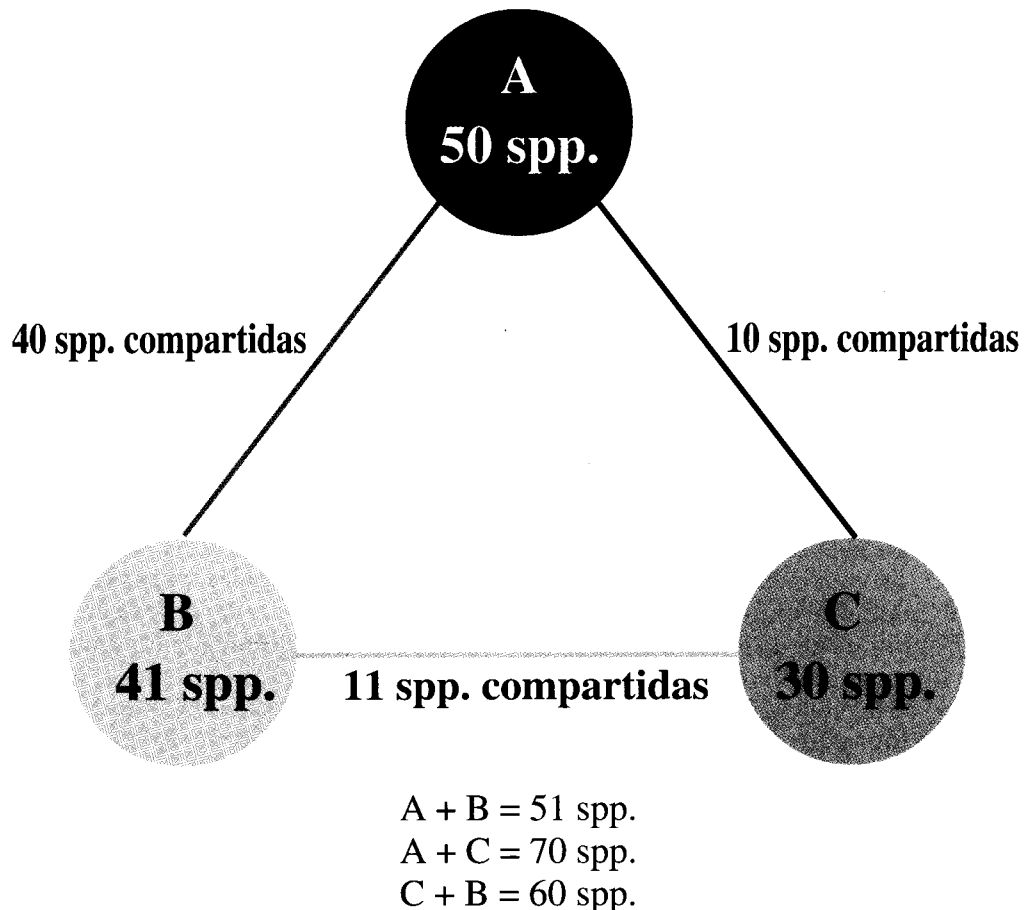 A
50 spp.
40 spp. compartidas
10 spp. compartidas
B
41 spp.
11 spp. compartidas
C
30 spp.
A + B = 51 spp.
A + C = 70 spp.
C + B = 60 spp.